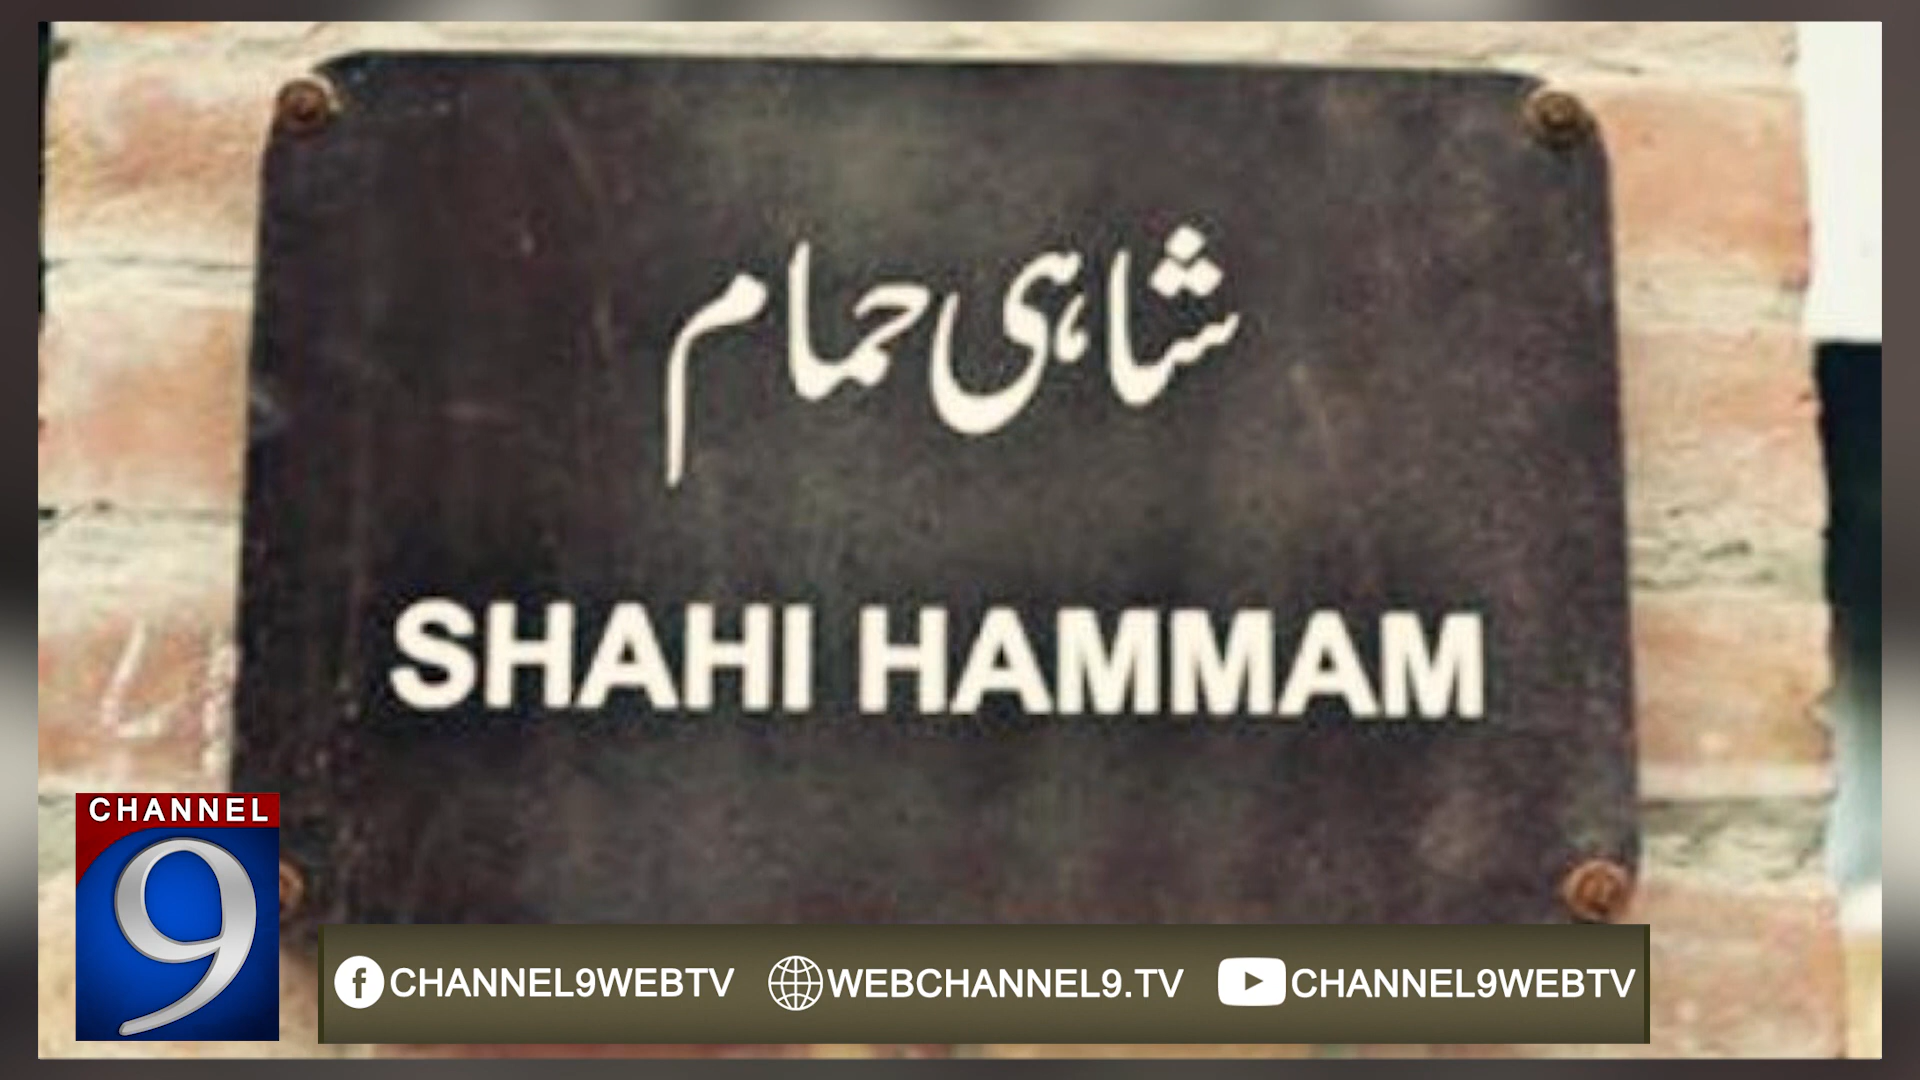 شاہی حمام
SHAHI HAMMAM
CHANNEL
9
CHANNEL9WEBTV WEBCHANNEL9.TV CHANNEL9WEBTV